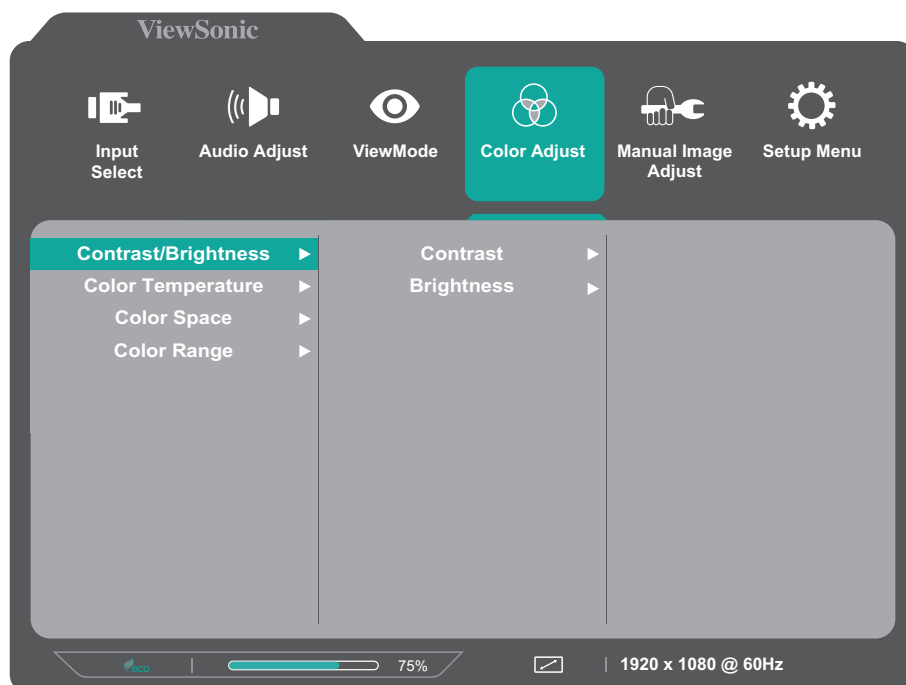 ViewSonic
Input
Select
Audio Adjust
ViewMode
Color Adjust
Manual Image
Adjust
Setup Menu
Contrast/Brightness
Color Temperature
Color Space
Color Range
Contrast
Brightness
eco
75%
1920 x 1080 @ 60Hz